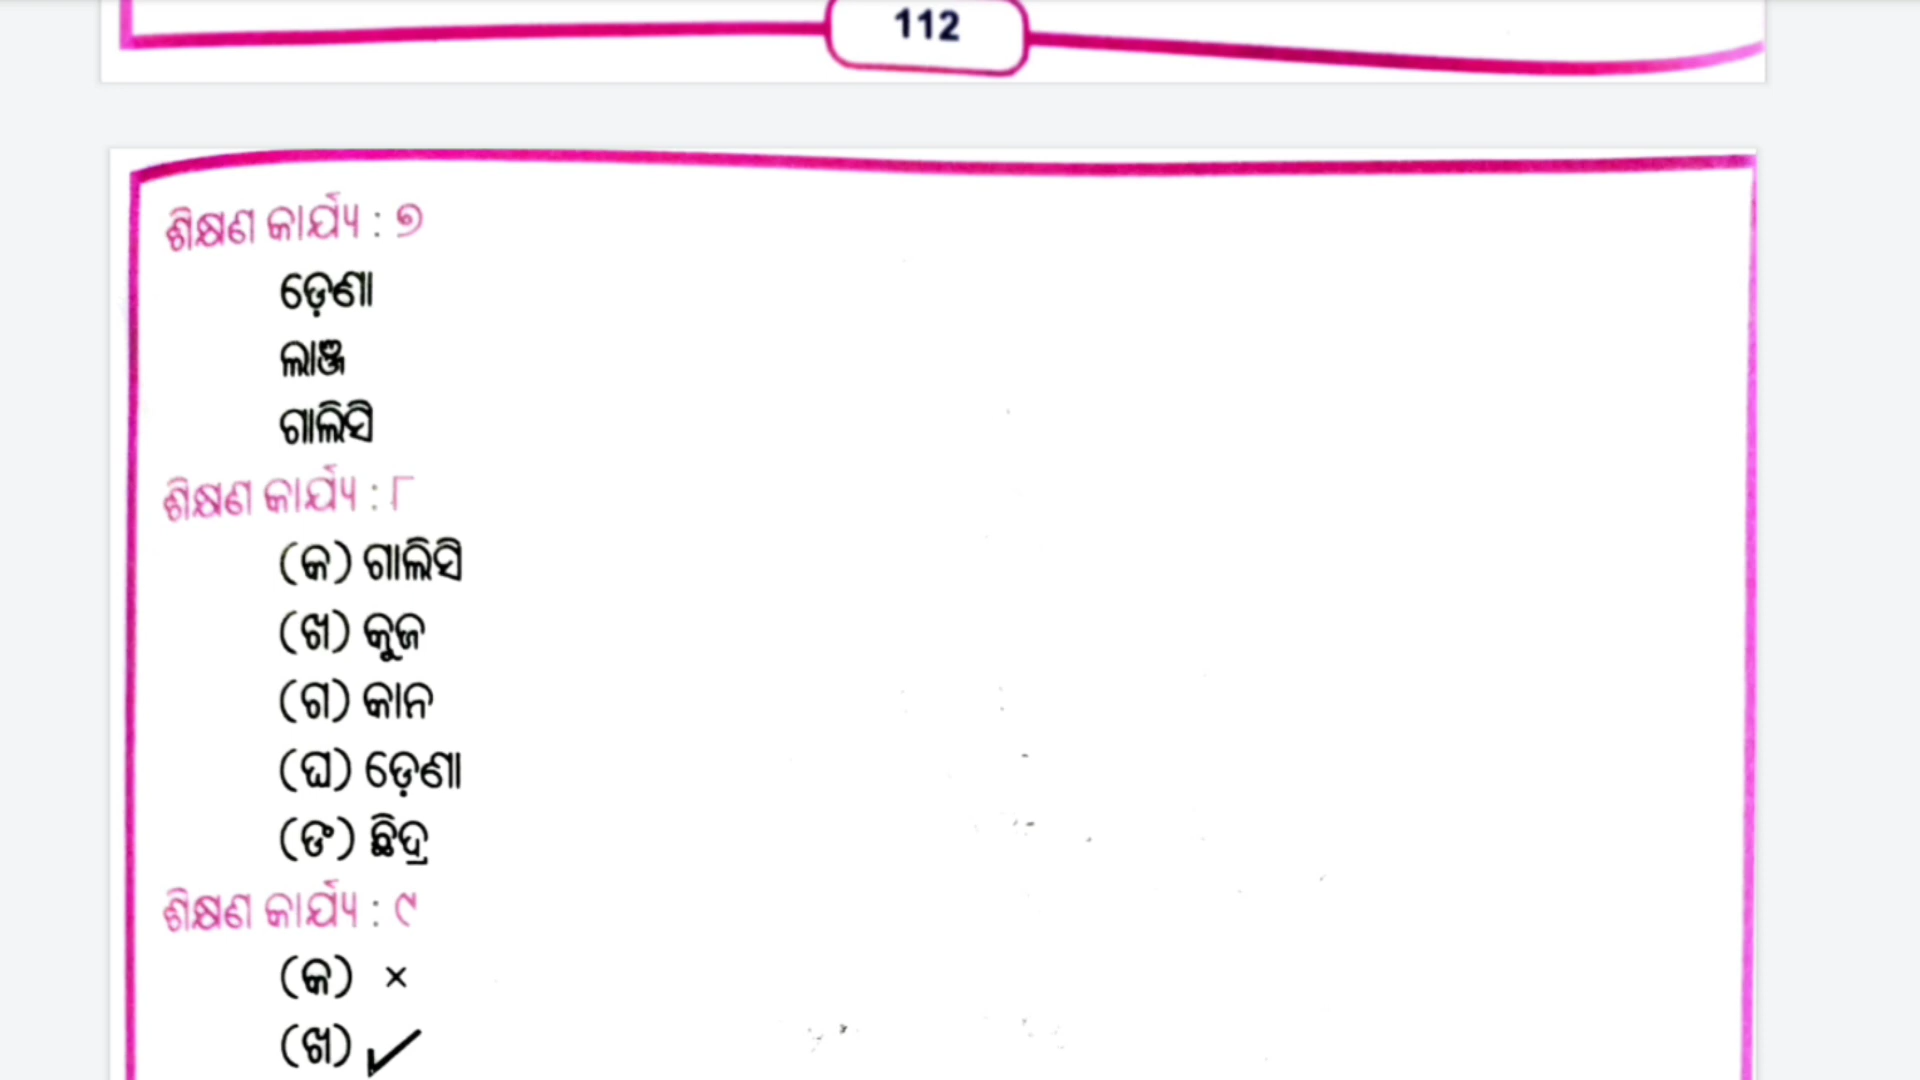 112
ଶିକ୍ଷଣ କାର୍ଯ୍ୟ : ୭
ଡ଼େଣା
ଲାଞ୍ଜ
ଗାଲିସି
ଶିକ୍ଷଣ କାର୍ଯ୍ୟ : ୮
(କ) ଗାଲିସି
(ଖ) କୁଜ
(ଗ) କାନ
(ଘ) ଡ଼େଣା
(ଙ) ଛିଦ୍ର
ଶିକ୍ଷଣ କାର୍ଯ୍ୟ : ୯
(କ) ×
(ଖ) ✓